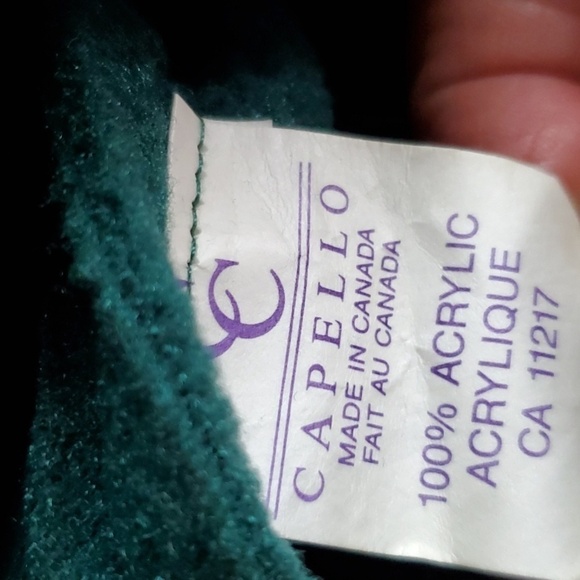 C
CAPELLO
MADE IN CANADA
FAIT AU CANADA
100% ACRYLIC
ACRYLIQUE
CA 11217